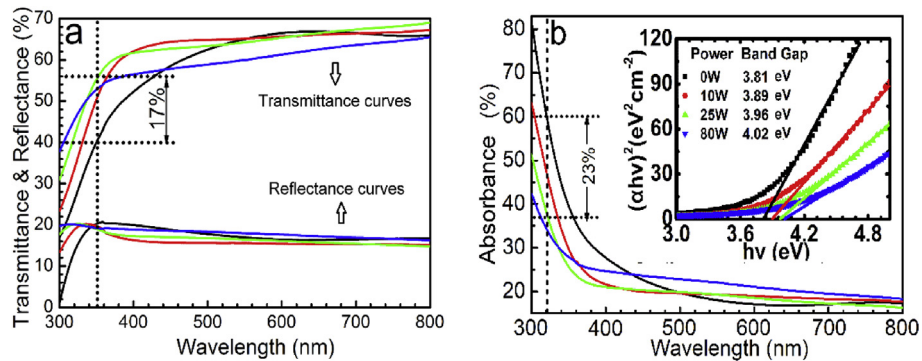 a
Transmittance & Reflectance (%)
70
60
50
40
30
20
10
0
17%
Transmittance curves
Reflectance curves
300 400 500 600 700 800
Wavelength (nm)
b
Absorbance (%)
80
70
60
50
40
30
20
23%
300 400 500 600 700 800
Wavelength (nm)
(αhν)² (eV² cm⁻²)
120
90
60
30
0
Power Band Gap
0W 3.81 eV
10W 3.89 eV
25W 3.96 eV
80W 4.02 eV
3.0 3.6 4.2 4.8
hν (eV)